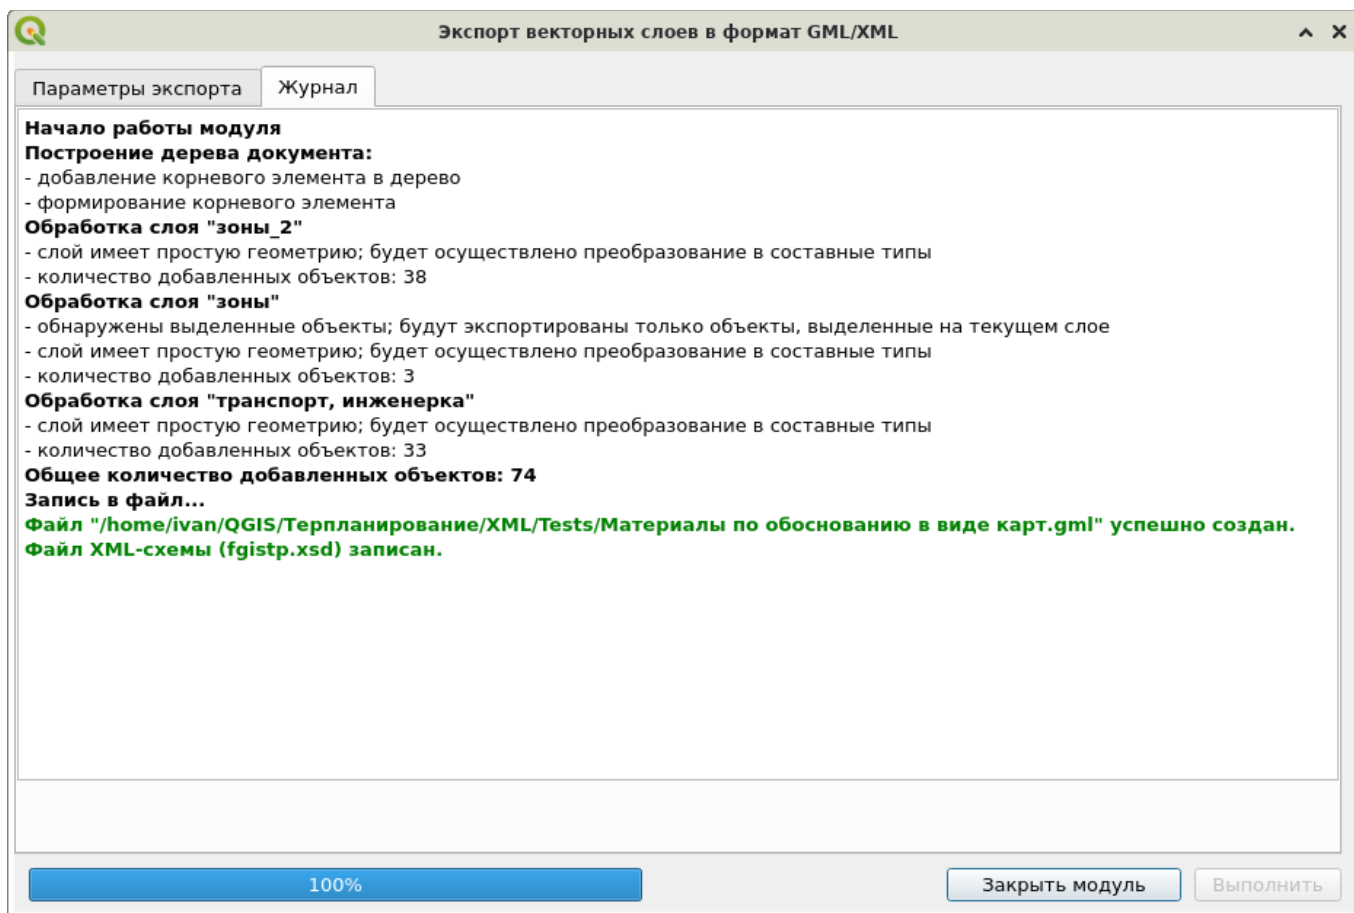 Экспорт векторных слоев в формат GML/XML
Параметры экспорта
Журнал
Начало работы модуля
Построение дерева документа:
- добавление корневого элемента в дерево
- формирование корневого элемента
Обработка слоя "зоны_2"
- слой имеет простую геометрию; будет осуществлено преобразование в составные типы
- количество добавленных объектов: 38
Обработка слоя "зоны"
- обнаружены выделенные объекты; будут экспортированы только объекты, выделенные на текущем слое
- слой имеет простую геометрию; будет осуществлено преобразование в составные типы
- количество добавленных объектов: 3
Обработка слоя "транспорт, инженерка"
- слой имеет простую геометрию; будет осуществлено преобразование в составные типы
- количество добавленных объектов: 33
Общее количество добавленных объектов: 74
Запись в файл...
Файл "/home/ivan/QGIS/Терпланирование/XML/Tests/Материалы по обоснованию в виде карт.gml" успешно создан.
Файл XML-схемы (fgistp.xsd) записан.
100%
Закрыть модуль
Выполнить